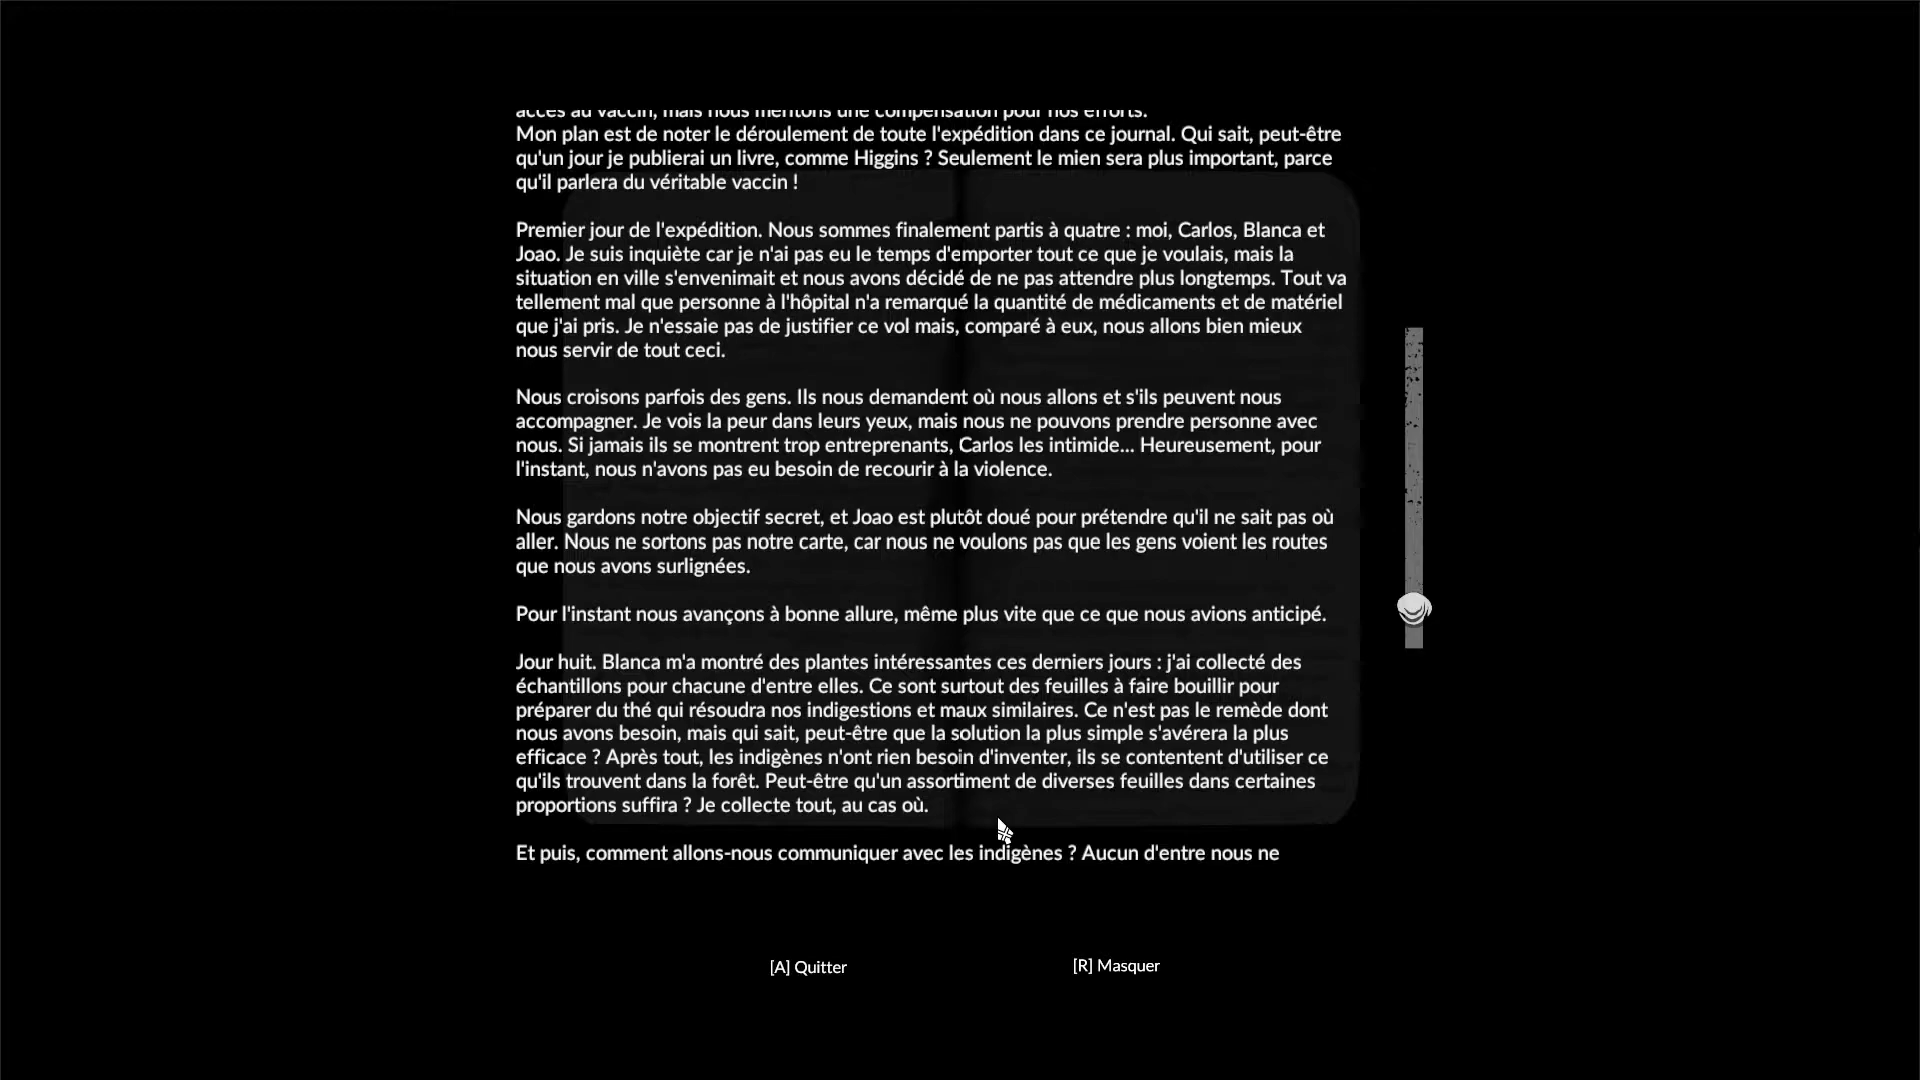 accès au vaccin, mais nous méritons une compensation pour nos efforts.
Mon plan est de noter le déroulement de toute l'expédition dans ce journal. Qui sait, peut-être
qu'un jour je publierai un livre, comme Higgins ? Seulement le mien sera plus important, parce
qu'il parlera du véritable vaccin !
Premier jour de l'expédition. Nous sommes finalement partis à quatre : moi, Carlos, Blanca et
Joao. Je suis inquiète car je n'ai pas eu le temps d'emporter tout ce que je voulais, mais la
situation en ville s'envenimait et nous avons décidé de ne pas attendre plus longtemps. Tout va
tellement mal que personne à l'hôpital n'a remarqué la quantité de médicaments et de matériel
que j'ai pris. Je n'essaie pas de justifier ce vol mais, comparé à eux, nous allons bien mieux
nous servir de tout ceci.
Nous croisons parfois des gens. Ils nous demandent où nous allons et s'ils peuvent nous
accompagner. Je vois la peur dans leurs yeux, mais nous ne pouvons prendre personne avec
nous. Si jamais ils se montrent trop entreprenants, Carlos les intimide... Heureusement, pour
l'instant, nous n'avons pas eu besoin de recourir à la violence.
Nous gardons notre objectif secret, et Joao est plutôt doué pour prétendre qu'il ne sait pas où
aller. Nous ne sortons pas notre carte, car nous ne voulons pas que les gens voient les routes
que nous avons surlignées.
Pour l'instant nous avançons à bonne allure, même plus vite que ce que nous avions anticipé.
Jour huit. Blanca m'a montré des plantes intéressantes ces derniers jours : j'ai collecté des
échantillons pour chacune d'entre elles. Ce sont surtout des feuilles à faire bouillir pour
préparer du thé qui résoudra nos indigestions et maux similaires. Ce n'est pas le remède dont
nous avons besoin, mais qui sait, peut-être que la solution la plus simple s'avérera la plus
efficace ? Après tout, les indigènes n'ont rien besoin d'inventer, ils se contentent d'utiliser ce
qu'ils trouvent dans la forêt. Peut-être qu'un assortiment de diverses feuilles dans certaines
proportions suffira ? Je collecte tout, au cas où.
Et puis, comment allons-nous communiquer avec les indigènes ? Aucun d'entre nous ne
[A] Quitter
[R] Masquer